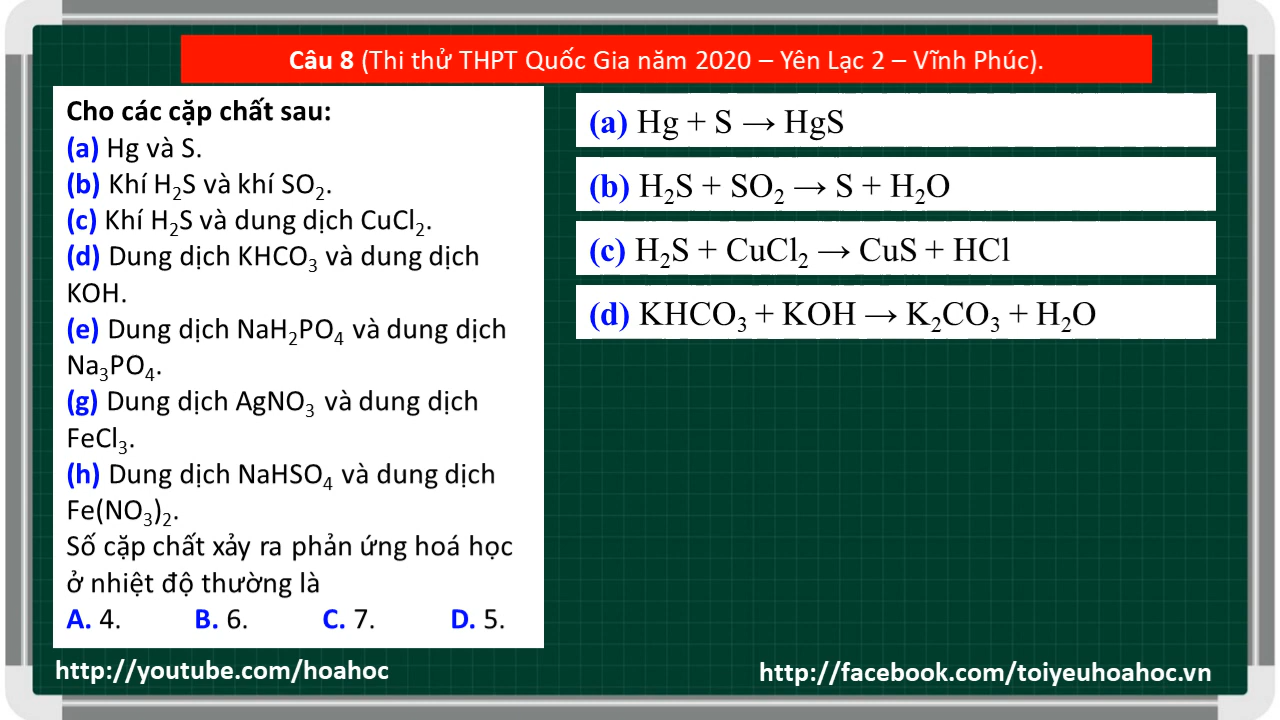 Câu 8 (Thi thử THPT Quốc Gia năm 2020 – Yên Lạc 2 – Vĩnh Phúc).
Cho các cặp chất sau:
(a) Hg và S.
(b) Khí H₂S và khí SO₂.
(c) Khí H₂S và dung dịch CuCl₂.
(d) Dung dịch KHCO₃ và dung dịch
KOH.
(e) Dung dịch NaH₂PO₄ và dung dịch
Na₃PO₄.
(g) Dung dịch AgNO₃ và dung dịch
FeCl₃.
(h) Dung dịch NaHSO₄ và dung dịch
Fe(NO₃)₂.
Số cặp chất xảy ra phản ứng hoá học
ở nhiệt độ thường là
A. 4. B. 6. C. 7. D. 5.
(a) Hg + S → HgS
(b) H₂S + SO₂ → S + H₂O
(c) H₂S + CuCl₂ → CuS + HCl
(d) KHCO₃ + KOH → K₂CO₃ + H₂O
http://youtube.com/hoahoc
http://facebook.com/toiyeuhoahoc.vn